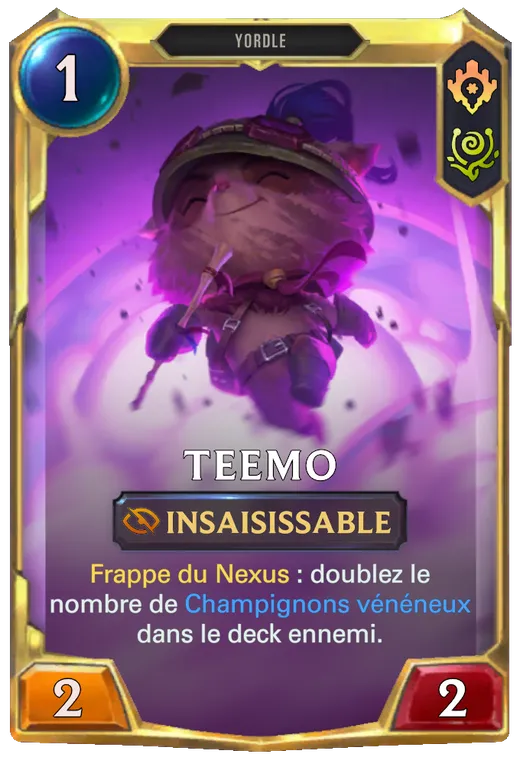 YORDLE
1
TEEMO
INSAISISSABLE
Frappe du Nexus : doublez le
nombre de Champignons vénéneux
dans le deck ennemi.
2
2